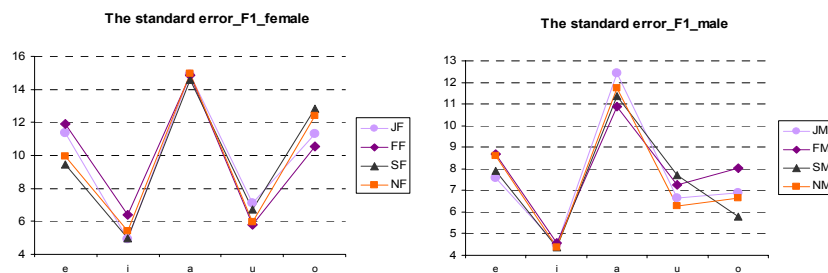 The standard error_F1_female
16
14
12
10
8
6
4
e i a u o
JF
FF
SF
NF
The standard error_F1_male
13
12
11
10
9
8
7
6
5
4
e i a u o
JM
FM
SM
NM